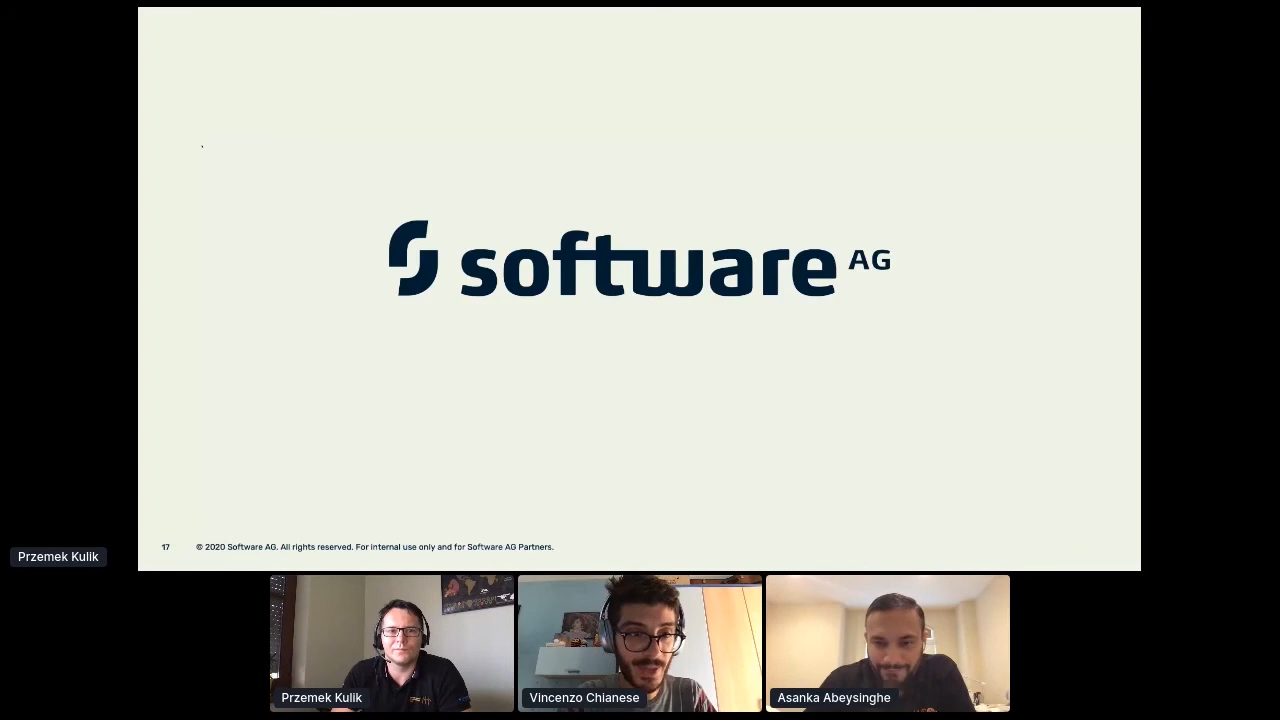 software AG
17 © 2020 Software AG. All rights reserved. For internal use only and for Software AG Partners.
Przemek Kulik
Przemek Kulik
Vincenzo Chianese
Asanka Abeysinghe